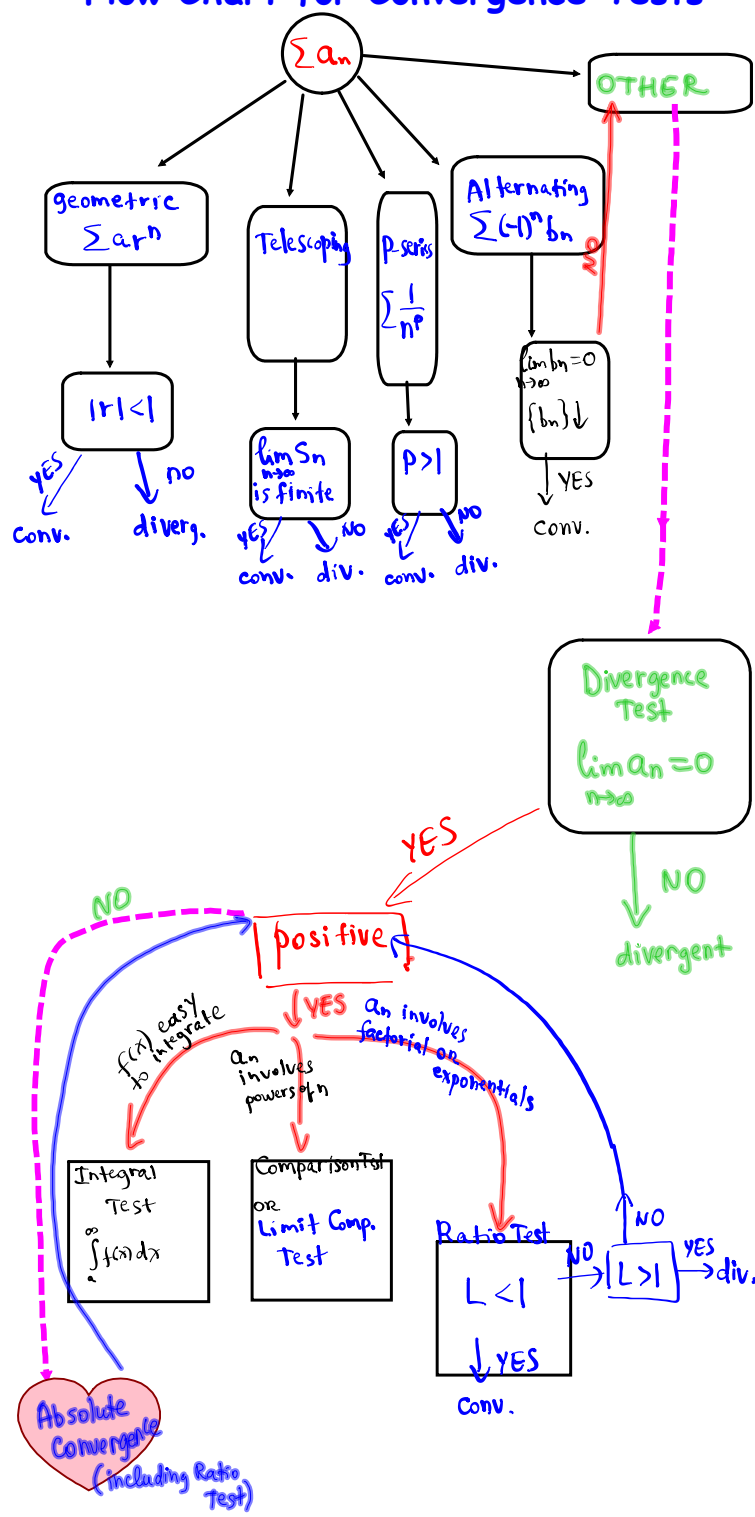 Flow Chart for Convergence Tests
∑ an
OTHER
geometric
∑ arⁿ
Telescoping
p-series
∑ 1/nᵖ
Alternating
∑(-1)ⁿ bn
NO
|r|<1
YES
NO
conv.
diverg.
lim Sn
n→∞
is finite
YES
NO
conv.
div.
P>1
YES
NO
conv.
div.
lim bn=0
n→∞
{bn}↓
YES
conv.
Divergence
Test
lim an=0
n→∞
YES
NO
divergent
NO
positive
YES
f(x) easy
to integrate
an
involves
powers of n
an involves
factorial or
exponentials
Integral
Test
∫ f(x) dx
∞
Comparison Tst
OR
Limit Comp.
Test
Ratio Test
L<1
YES
conv.
NO
L>1
NO
YES
div.
Absolute
Convergence
(including Ratio
Test)